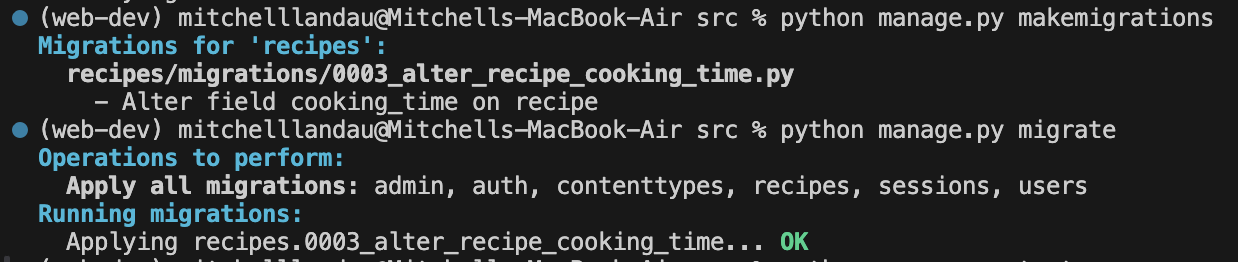 (web-dev) mitchelllandau@Mitchells-MacBook-Air src % python manage.py makemigrations
Migrations for 'recipes':
recipes/migrations/0003_alter_recipe_cooking_time.py
- Alter field cooking_time on recipe
(web-dev) mitchelllandau@Mitchells-MacBook-Air src % python manage.py migrate
Operations to perform:
Apply all migrations: admin, auth, contenttypes, recipes, sessions, users
Running migrations:
Applying recipes.0003_alter_recipe_cooking_time... OK